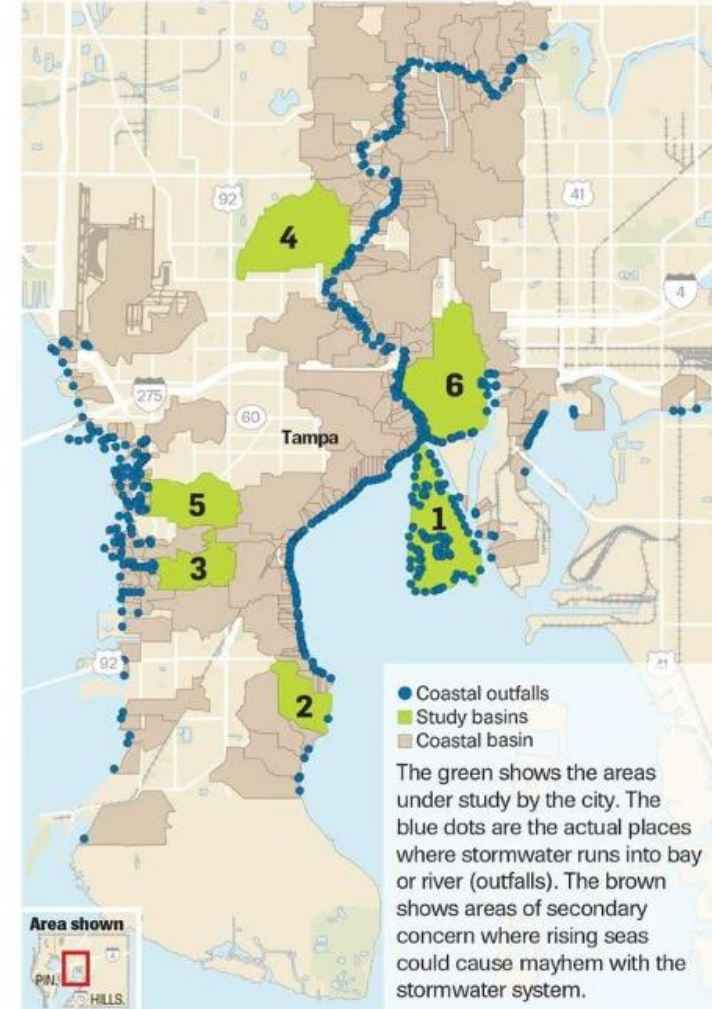 92
41
4
4
6
275
60
Tampa
5
1
3
92
41
2
Coastal outfalls
Study basins
Coastal basin
The green shows the areas
under study by the city. The
blue dots are the actual places
where stormwater runs into bay
or river (outfalls). The brown
shows areas of secondary
concern where rising seas
could cause mayhem with the
stormwater system.
Area shown
4
PIN.
HILLS.